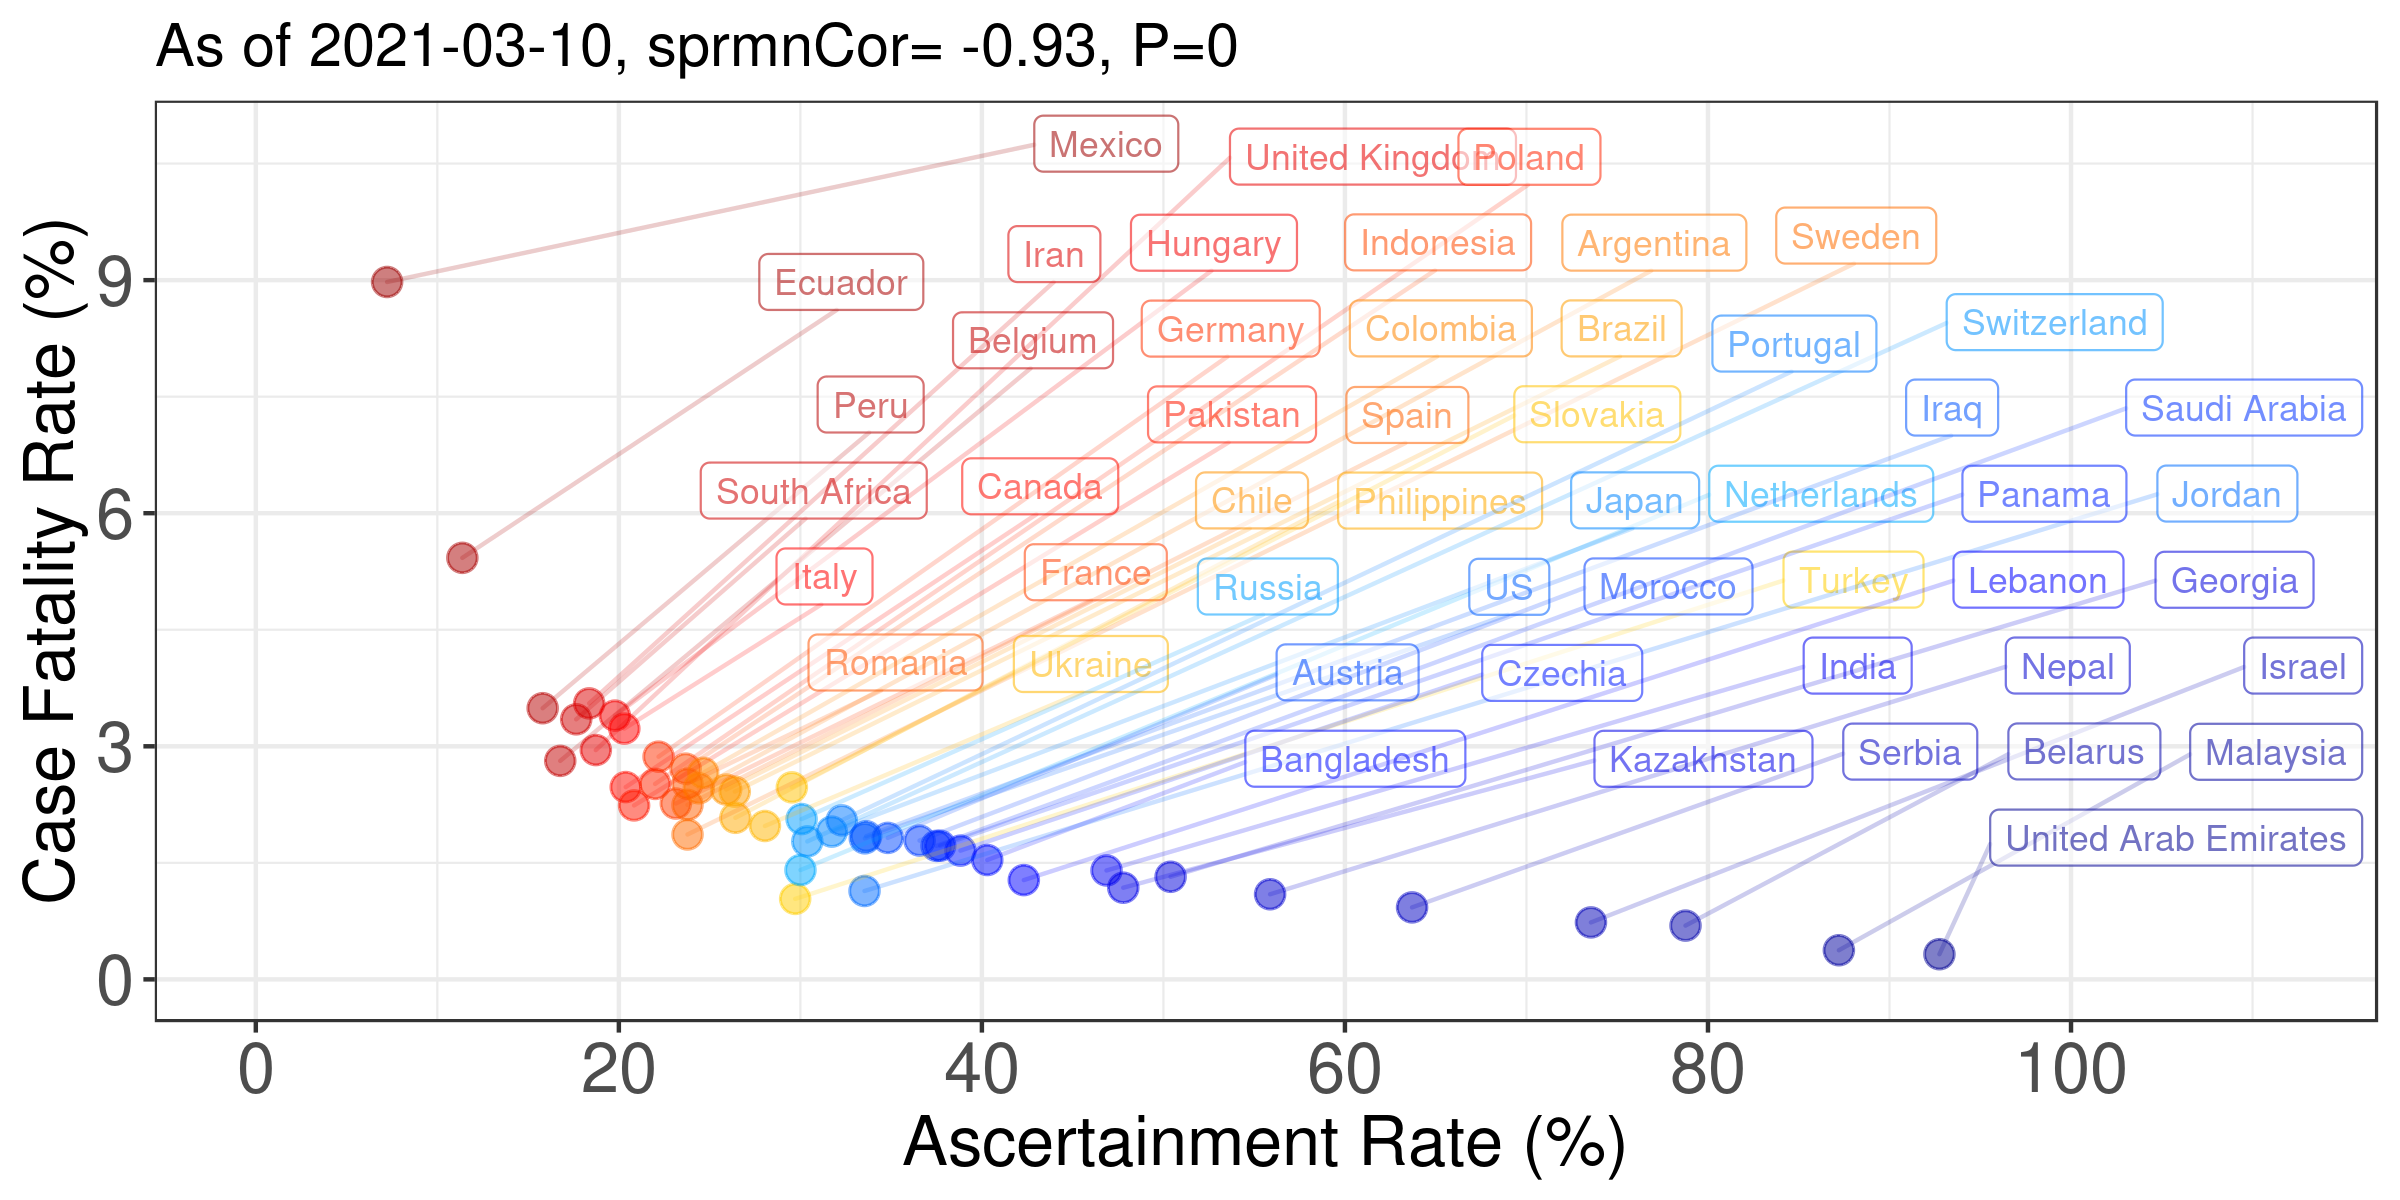 As of 2021-03-10, sprmnCor= -0.93, P=0
Mexico
United Kingdom
Poland
Iran
Hungary
Indonesia
Argentina
Sweden
Ecuador
Belgium
Germany
Colombia
Brazil
Portugal
Switzerland
Peru
Pakistan
Spain
Slovakia
Iraq
Saudi Arabia
South Africa
Canada
Chile
Philippines
Japan
Netherlands
Panama
Jordan
Italy
France
Russia
US
Morocco
Turkey
Lebanon
Georgia
Romania
Ukraine
Austria
Czechia
India
Nepal
Israel
Bangladesh
Kazakhstan
Serbia
Belarus
Malaysia
United Arab Emirates
Case Fatality Rate (%)
9
6
3
0
0 20 40 60 80 100
Ascertainment Rate (%)